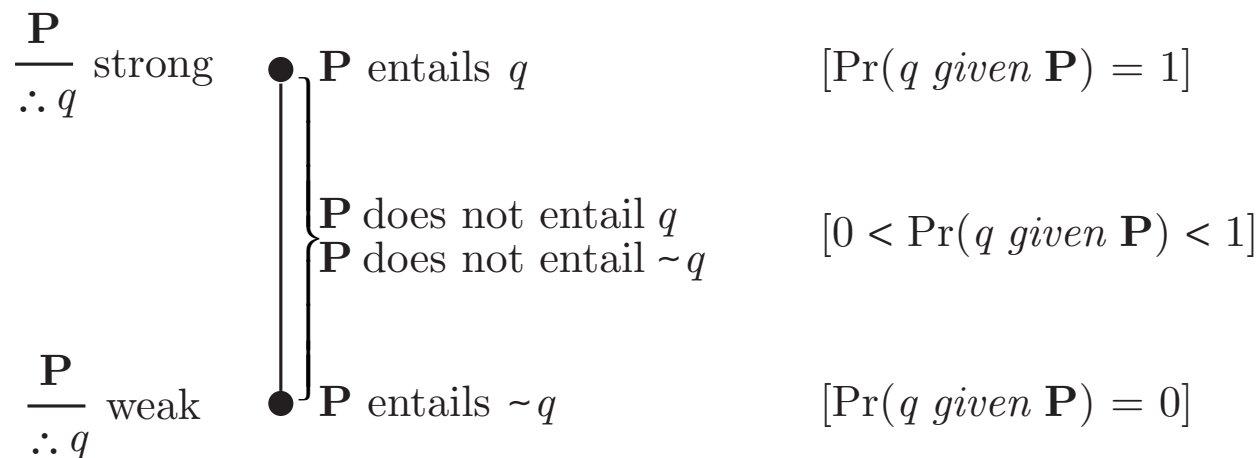 P
∴ q strong P entails q [Pr(q given P) = 1]
P does not entail q
P does not entail ~q [0 < Pr(q given P) < 1]
P
∴ q weak P entails ~q [Pr(q given P) = 0]